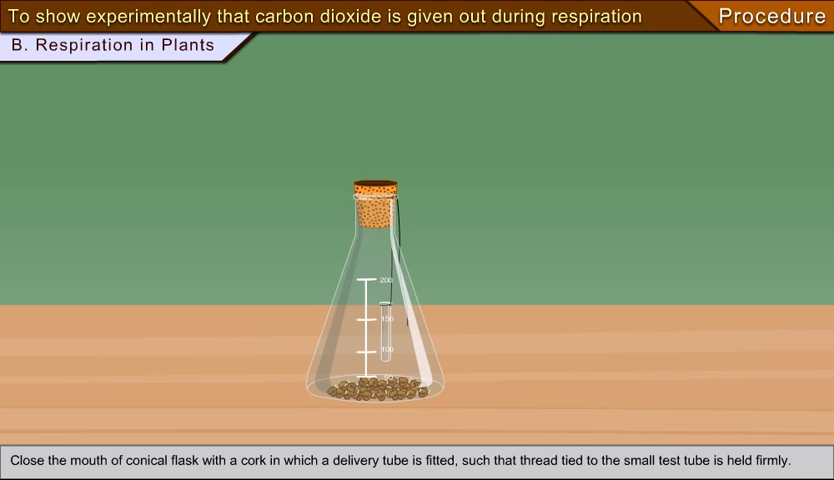 To show experimentally that carbon dioxide is given out during respiration
Procedure
B. Respiration in Plants
200
150
100
50
Close the mouth of conical flask with a cork in which a delivery tube is fitted, such that thread tied to the small test tube is held firmly.